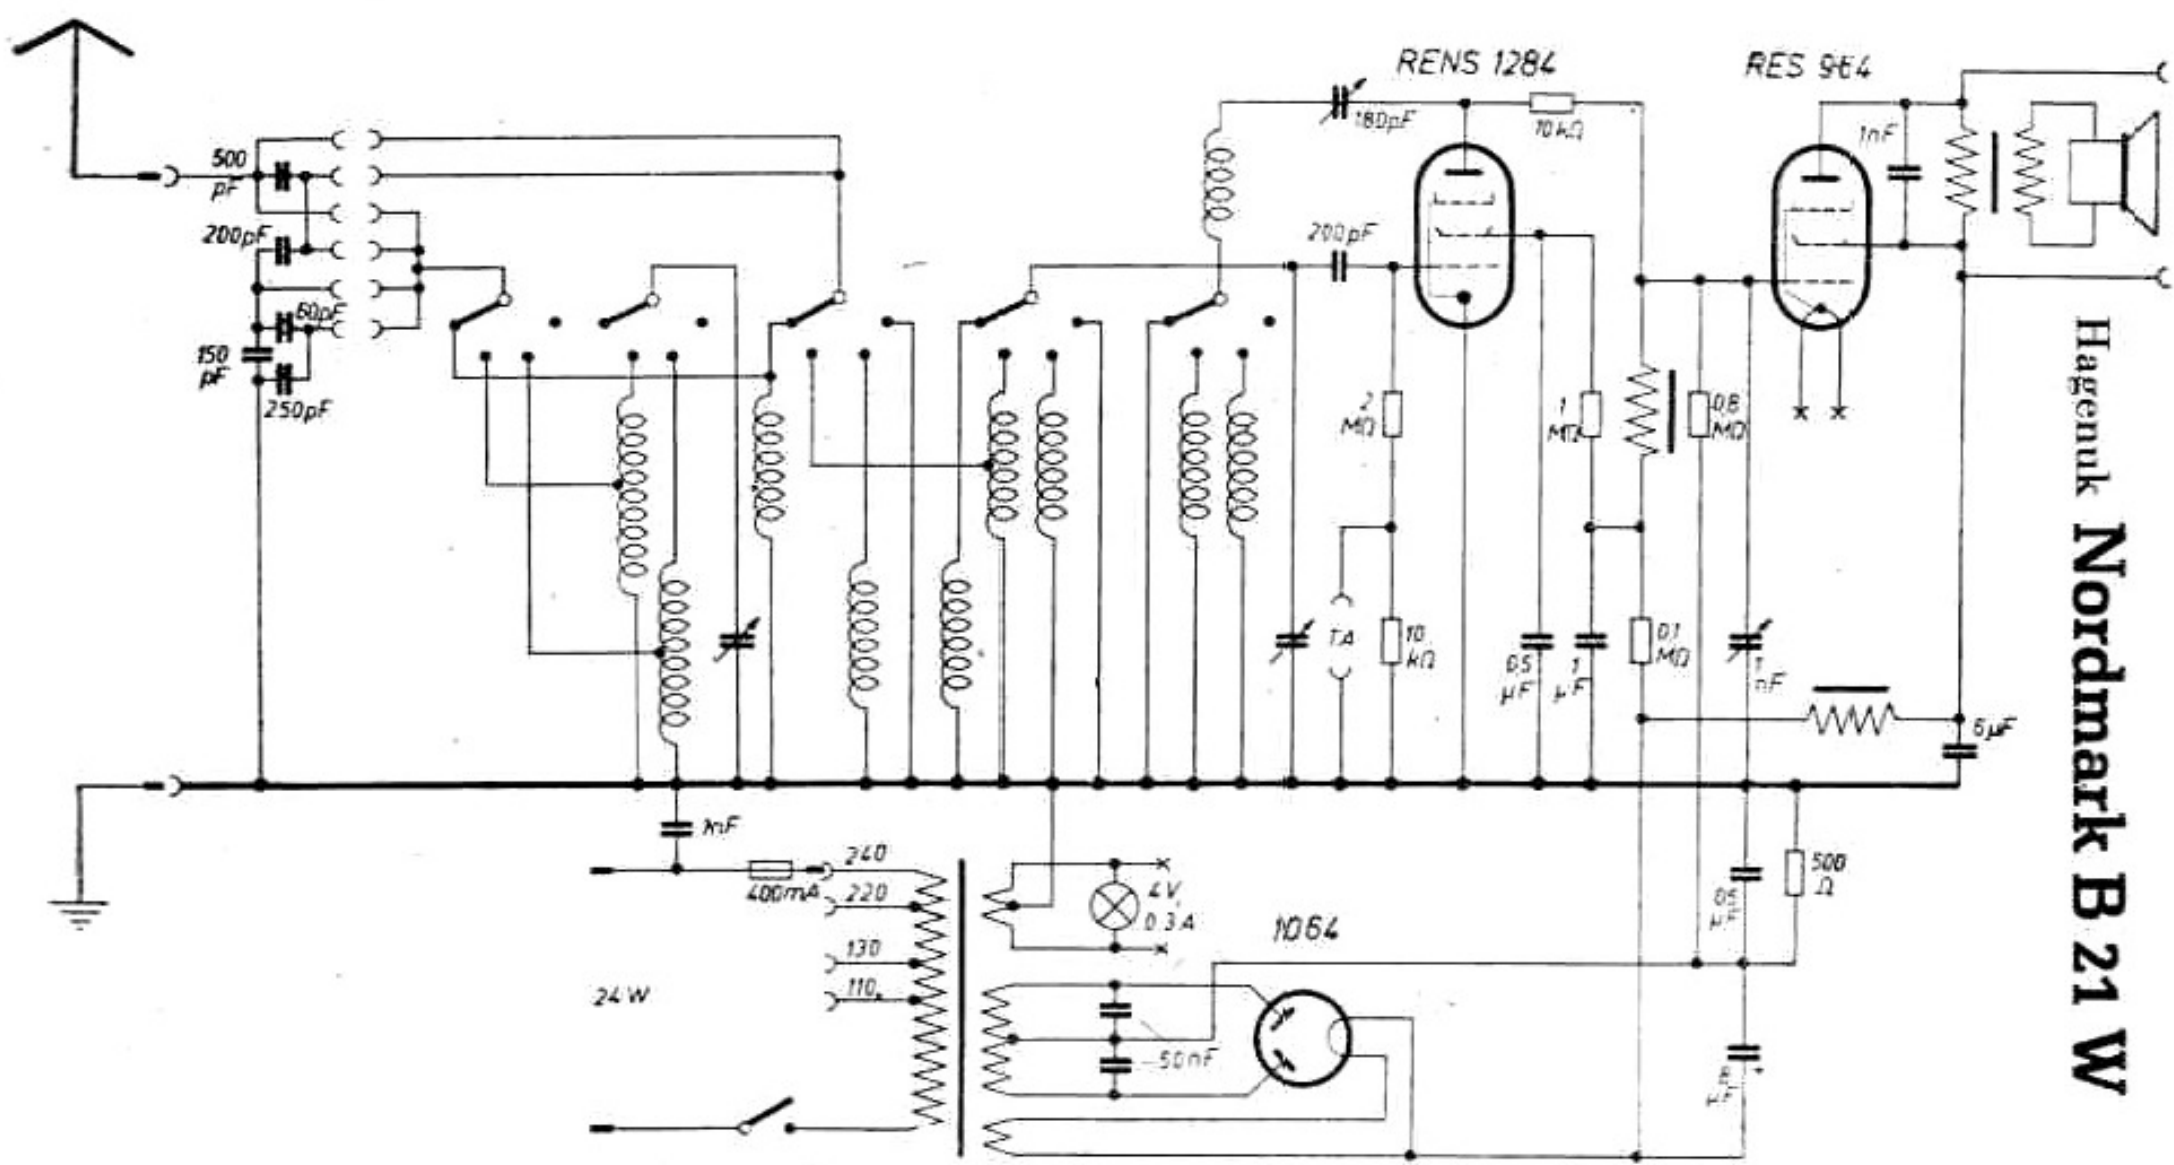 RENS 1284
RES 964
500
pF
200pF
60pF
150
pF
250pF
180pF
10kΩ
1nF
200pF
2
MΩ
1
MΩ
0,8
MΩ
T.A
10
kΩ
0,5
µF
1
µF
0,1
MΩ
1
nF
6µF
240
400mA
220
130
110
24W
4V,
0.3A
1064
50nF
500
Ω
0,5
µF
8
µF
Hagenuk Nordmark B 21 W